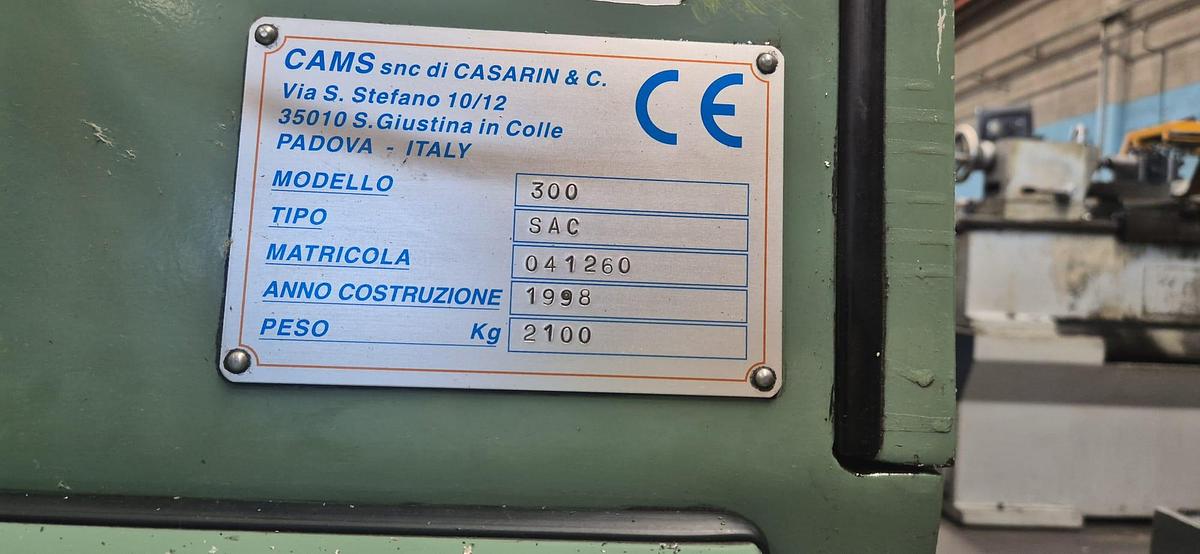 CAMS snc di CASARIN & C.
Via S. Stefano 10/12
35010 S.Giustina in Colle
PADOVA - ITALY
CE
MODELLO 300
TIPO SAC
MATRICOLA 041260
ANNO COSTRUZIONE 1998
PESO Kg 2100